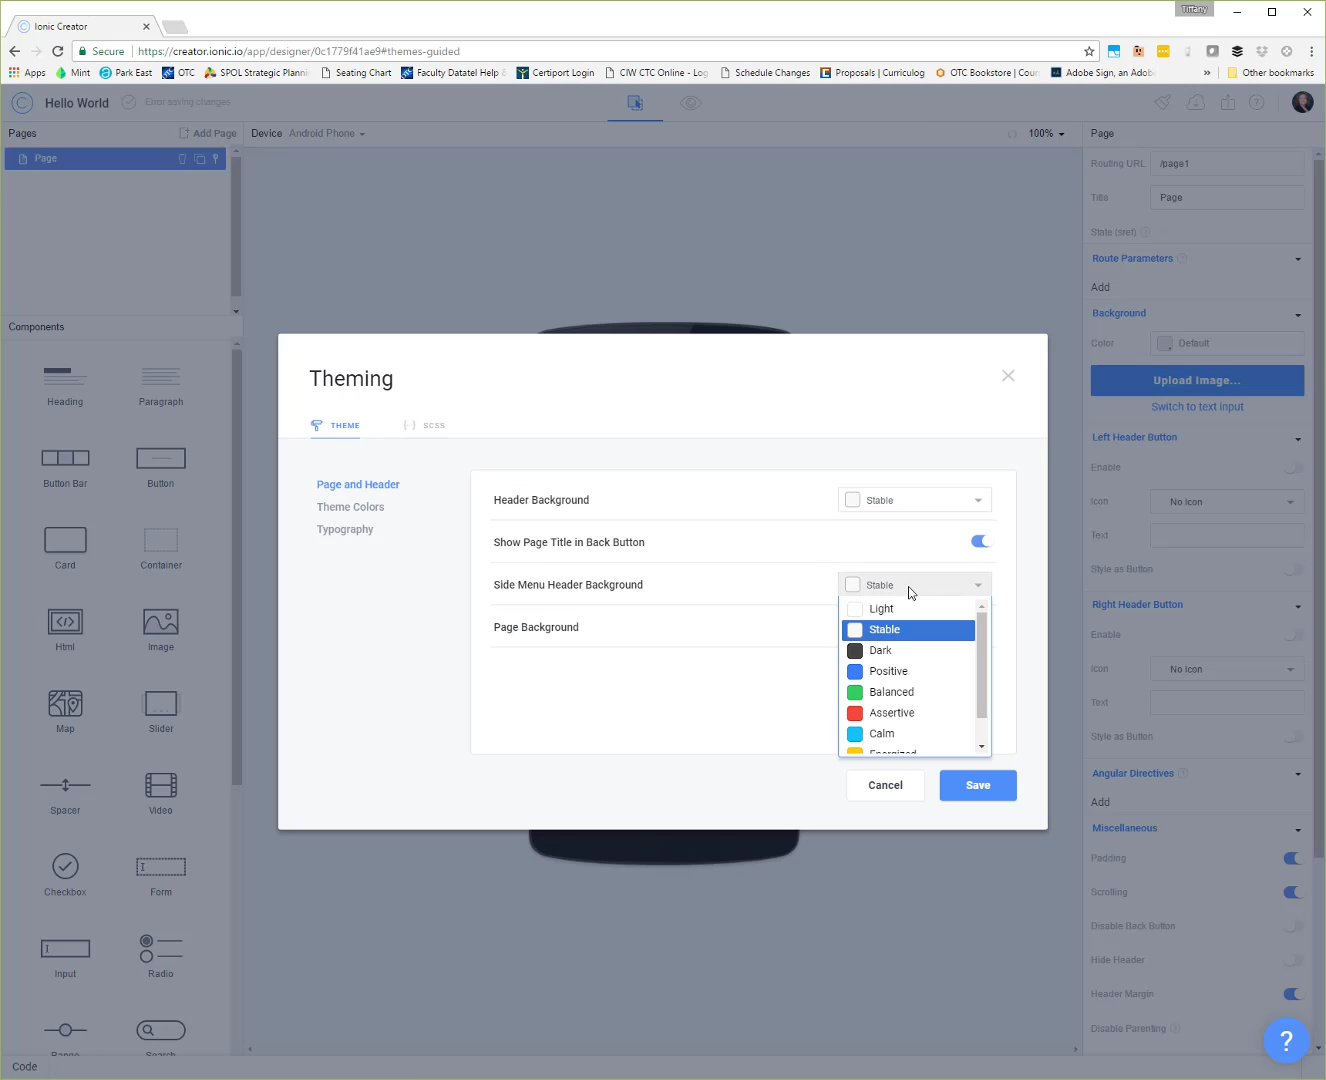 Tiffany
Ionic Creator
Secure https://creator.ionic.io/app/designer/0c1779f41ae9#themes-guided
Apps Mint Park East OTC SPOL Strategic Plannin Seating Chart Faculty Datatel Help Certiport Login CIW CTC Online - Log Schedule Changes Proposals | Curriculog OTC Bookstore | Coun Adobe Sign, an Adob » Other bookmarks
Hello World Error saving changes
Pages Add Page Device Android Phone 100% Page
Page
Routing URL /page1
Title Page
State (sref)
Route Parameters
Add
Background
Color Default
Upload Image...
Switch to text input
Left Header Button
Enable
Icon No Icon
Text
Style as Button
Right Header Button
Enable
Icon No Icon
Text
Style as Button
Angular Directives
Add
Miscellaneous
Padding
Scrolling
Disable Back Button
Hide Header
Header Margin
Disable Parenting
Components
Heading Paragraph
Button Bar Button
Card Container
Html Image
Map Slider
Spacer Video
Checkbox Form
Input Radio
Range Search
Code
Theming
THEME SCSS
Page and Header
Theme Colors
Typography
Header Background Stable
Show Page Title in Back Button
Side Menu Header Background Stable
Page Background
Light
Stable
Dark
Positive
Balanced
Assertive
Calm
Energized
Cancel Save
?